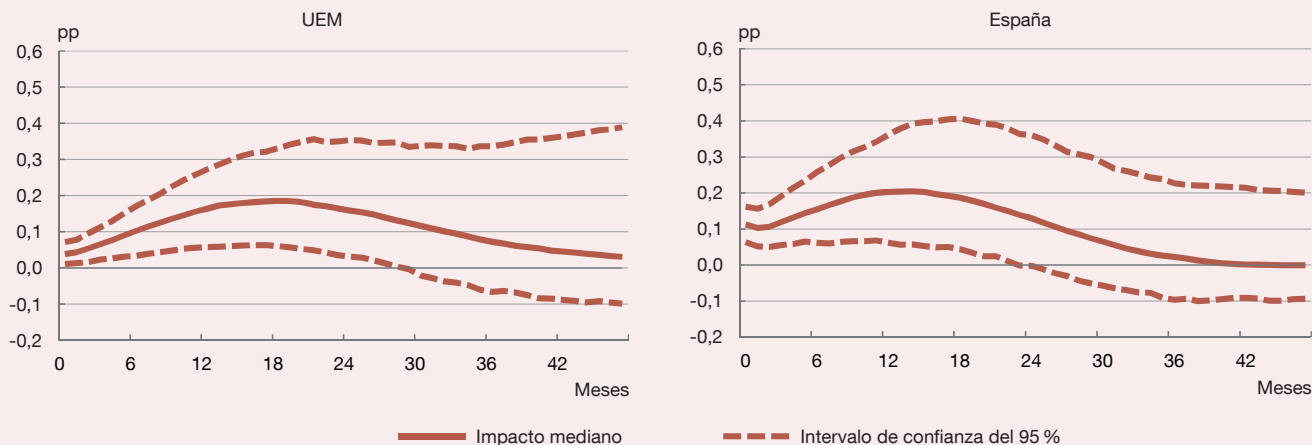 UEM
pp
0,6
0,5
0,4
0,3
0,2
0,1
0,0
-0,1
-0,2
0 6 12 18 24 30 36 42
Meses
España
pp
0,6
0,5
0,4
0,3
0,2
0,1
0,0
-0,1
-0,2
0 6 12 18 24 30 36 42
Meses
Impacto mediano
Intervalo de confianza del 95 %